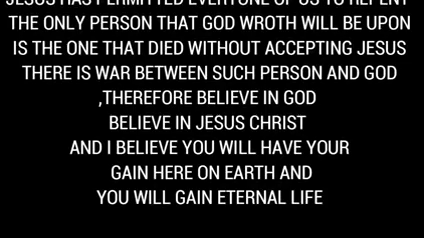 JESUS HAS PERMITTED EVERYONE OF US TO REPENT
THE ONLY PERSON THAT GOD WROTH WILL BE UPON
IS THE ONE THAT DIED WITHOUT ACCEPTING JESUS
THERE IS WAR BETWEEN SUCH PERSON AND GOD
,THEREFORE BELIEVE IN GOD
BELIEVE IN JESUS CHRIST
AND I BELIEVE YOU WILL HAVE YOUR
GAIN HERE ON EARTH AND
YOU WILL GAIN ETERNAL LIFE